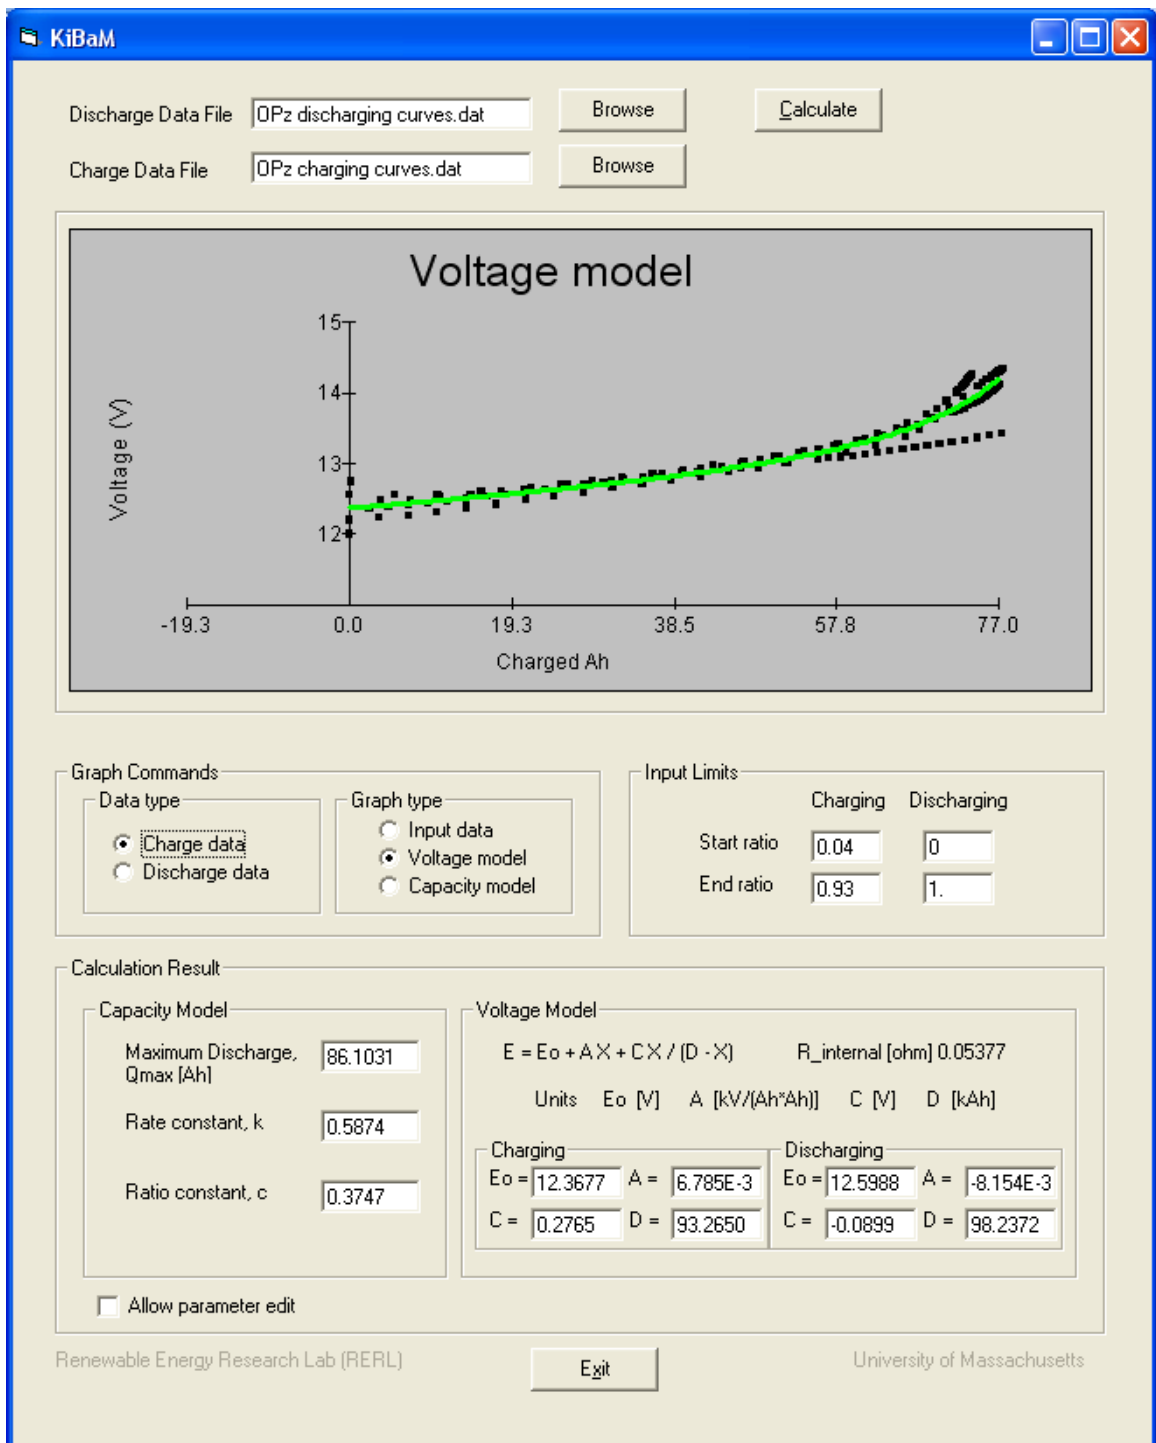 KiBaM
Discharge Data File OPz discharging curves.dat Browse Calculate
Charge Data File OPz charging curves.dat Browse
Voltage model
15
14
13
12
Voltage (V)
-19.3 0.0 19.3 38.5 57.8 77.0
Charged Ah
Graph Commands
Data type
Charge data
Discharge data
Graph type
Input data
Voltage model
Capacity model
Input Limits
Charging Discharging
Start ratio 0.04 0
End ratio 0.93 1.
Calculation Result
Capacity Model
Maximum Discharge,
Qmax [Ah] 86.1031
Rate constant, k 0.5874
Ratio constant, c 0.3747
Voltage Model
E = Eo + A X + C X / (D - X) R_internal [ohm] 0.05377
Units Eo [V] A [kV/(Ah*Ah)] C [V] D [kAh]
Charging
Eo = 12.3677 A = 6.785E-3
C = 0.2765 D = 93.2650
Discharging
Eo = 12.5988 A = -8.154E-3
C = -0.0899 D = 98.2372
Allow parameter edit
Renewable Energy Research Lab (RERL) Exit University of Massachusetts